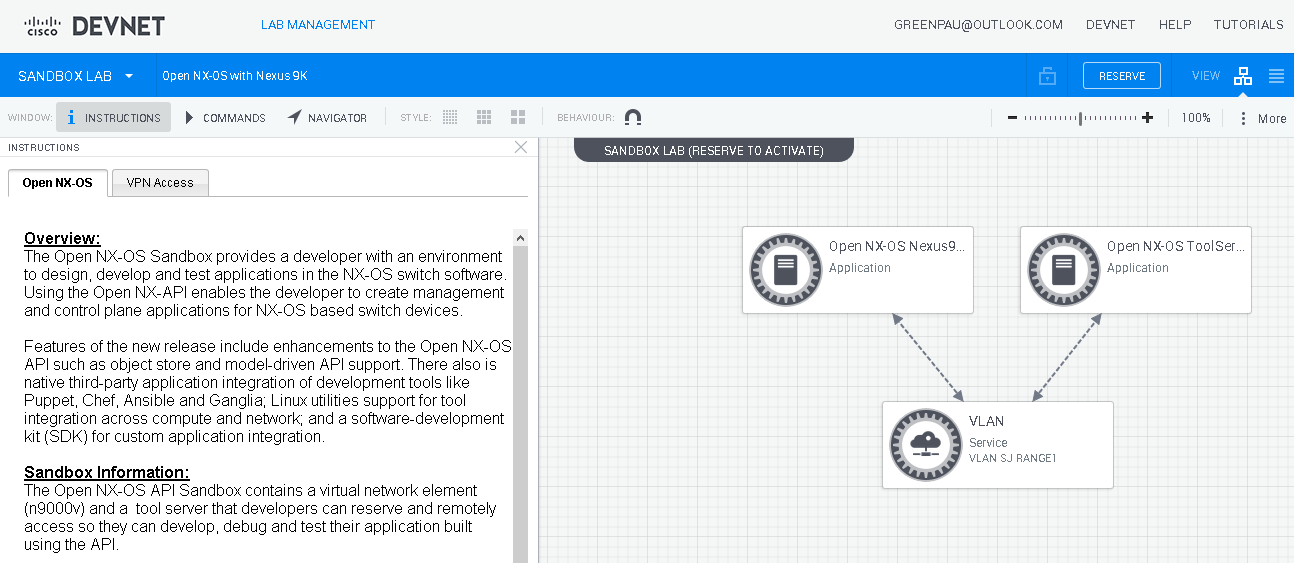 cisco DEVNET
LAB MANAGEMENT
GREENPAU@OUTLOOK.COM
DEVNET
HELP
TUTORIALS
SANDBOX LAB
Open NX-OS with Nexus 9K
RESERVE
VIEW
WINDOW:
INSTRUCTIONS
COMMANDS
NAVIGATOR
STYLE:
BEHAVIOUR:
100%
More
INSTRUCTIONS
Open NX-OS
VPN Access
Overview:
The Open NX-OS Sandbox provides a developer with an environment
to design, develop and test applications in the NX-OS switch software.
Using the Open NX-API enables the developer to create management
and control plane applications for NX-OS based switch devices.
Features of the new release include enhancements to the Open NX-OS
API such as object store and model-driven API support. There also is
native third-party application integration of development tools like
Puppet, Chef, Ansible and Ganglia; Linux utilities support for tool
integration across compute and network; and a software-development
kit (SDK) for custom application integration.
Sandbox Information:
The Open NX-OS API Sandbox contains a virtual network element
(n9000v) and a  tool server that developers can reserve and remotely
access so they can develop, debug and test their application built
using the API.
SANDBOX LAB (RESERVE TO ACTIVATE)
Open NX-OS Nexus9...
Application
Open NX-OS ToolSer...
Application
VLAN
Service
VLAN SJ RANGE1